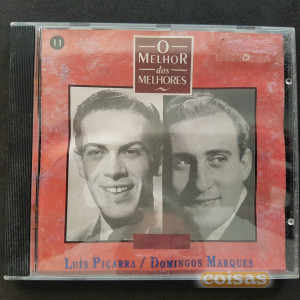 11
O
MELHOR
dos
MELHORES
LUÍS PIÇARRA / DOMINGOS MARQUES
coisas